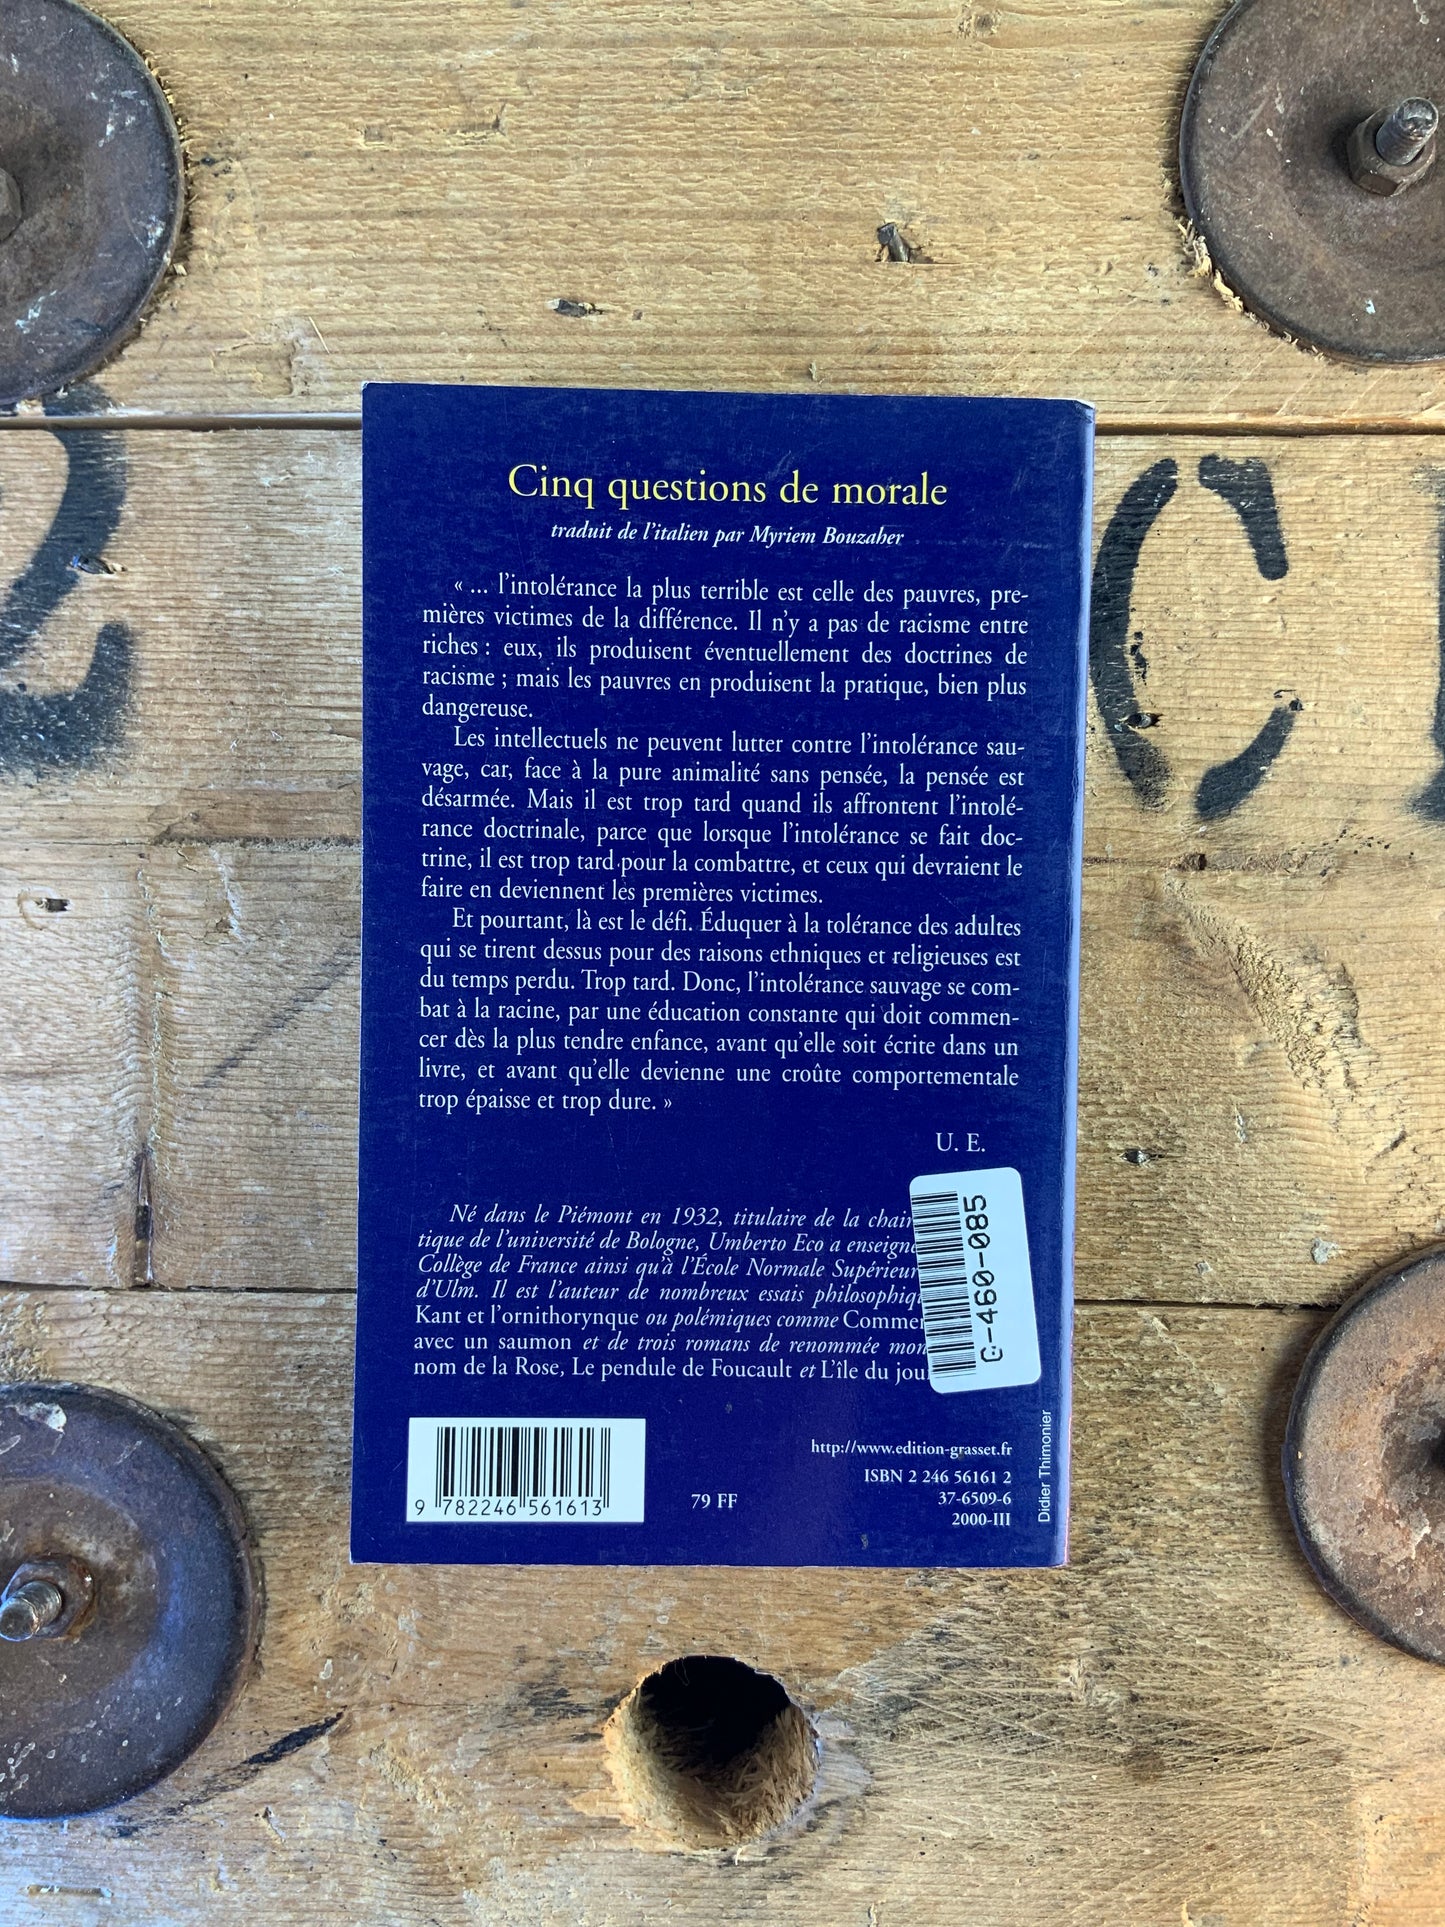 Cinq questions de morale
traduit de l'italien par Myriem Bouzaher
« ... l'intolérance la plus terrible est celle des pauvres, pre-
mières victimes de la différence. Il n'y a pas de racisme entre
riches : eux, ils produisent éventuellement des doctrines de
racisme ; mais les pauvres en produisent la pratique, bien plus
dangereuse.
Les intellectuels ne peuvent lutter contre l'intolérance sau-
vage, car, face à la pure animalité sans pensée, la pensée est
désarmée. Mais il est trop tard quand ils affrontent l'intolé-
rance doctrinale, parce que lorsque l'intolérance se fait doc-
trine, il est trop tard pour la combattre, et ceux qui devraient le
faire en deviennent les premières victimes.
Et pourtant, là est le défi. Éduquer à la tolérance des adultes
qui se tirent dessus pour des raisons ethniques et religieuses est
du temps perdu. Trop tard. Donc, l'intolérance sauvage se com-
bat à la racine, par une éducation constante qui doit commen-
cer dès la plus tendre enfance, avant qu'elle soit écrite dans un
livre, et avant qu'elle devienne une croûte comportementale
trop épaisse et trop dure. »
U. E.
Né dans le Piémont en 1932, titulaire de la
tique de l'université de Bologne, Umberto Eco a
Collège de France ainsi qu'à l'École Normale
d'Ulm. Il est l'auteur de nombreux essais
Kant et l'ornithorynque ou polémiques comme
avec un saumon et de trois romans de renommée
nom de la Rose, Le pendule de Foucault et L'île du
C-460-085
9 782246 561613
79 FF
http://www.edition-grasset.fr
ISBN 2 246 56161 2
37-6509-6
2000-III
Didier Thimonier
C